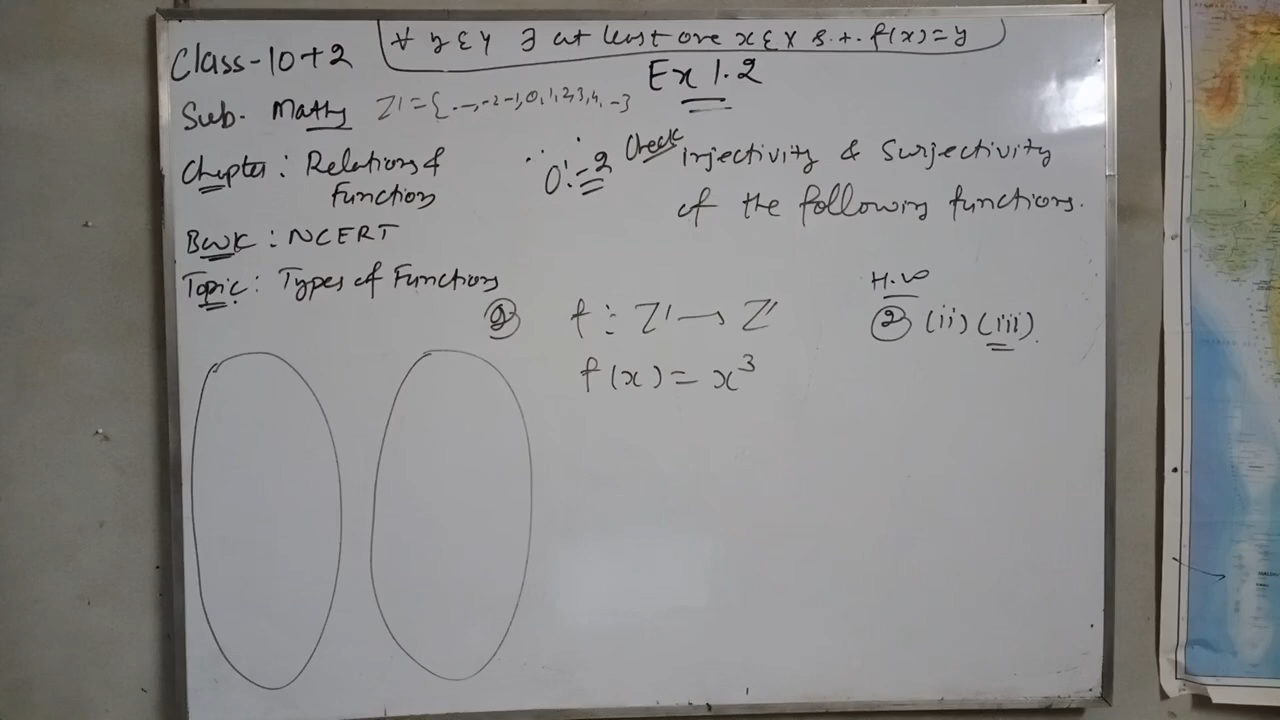 ∀ y ∈ Y ∃ at least one x ∈ X s.t. f(x) = y
Class-10+2
Ex 1.2
Sub. Maths
Z = {..., -2 -1, 0, 1, 2, 3, 4, -}
Chapter: Relations &
Function
Q:-2 Check injectivity & Surjectivity
of the following functions.
Book: NCERT
Topic: Types of Functions
f: Z → Z
f(x) = x³
H.W
② (ii) (iii).